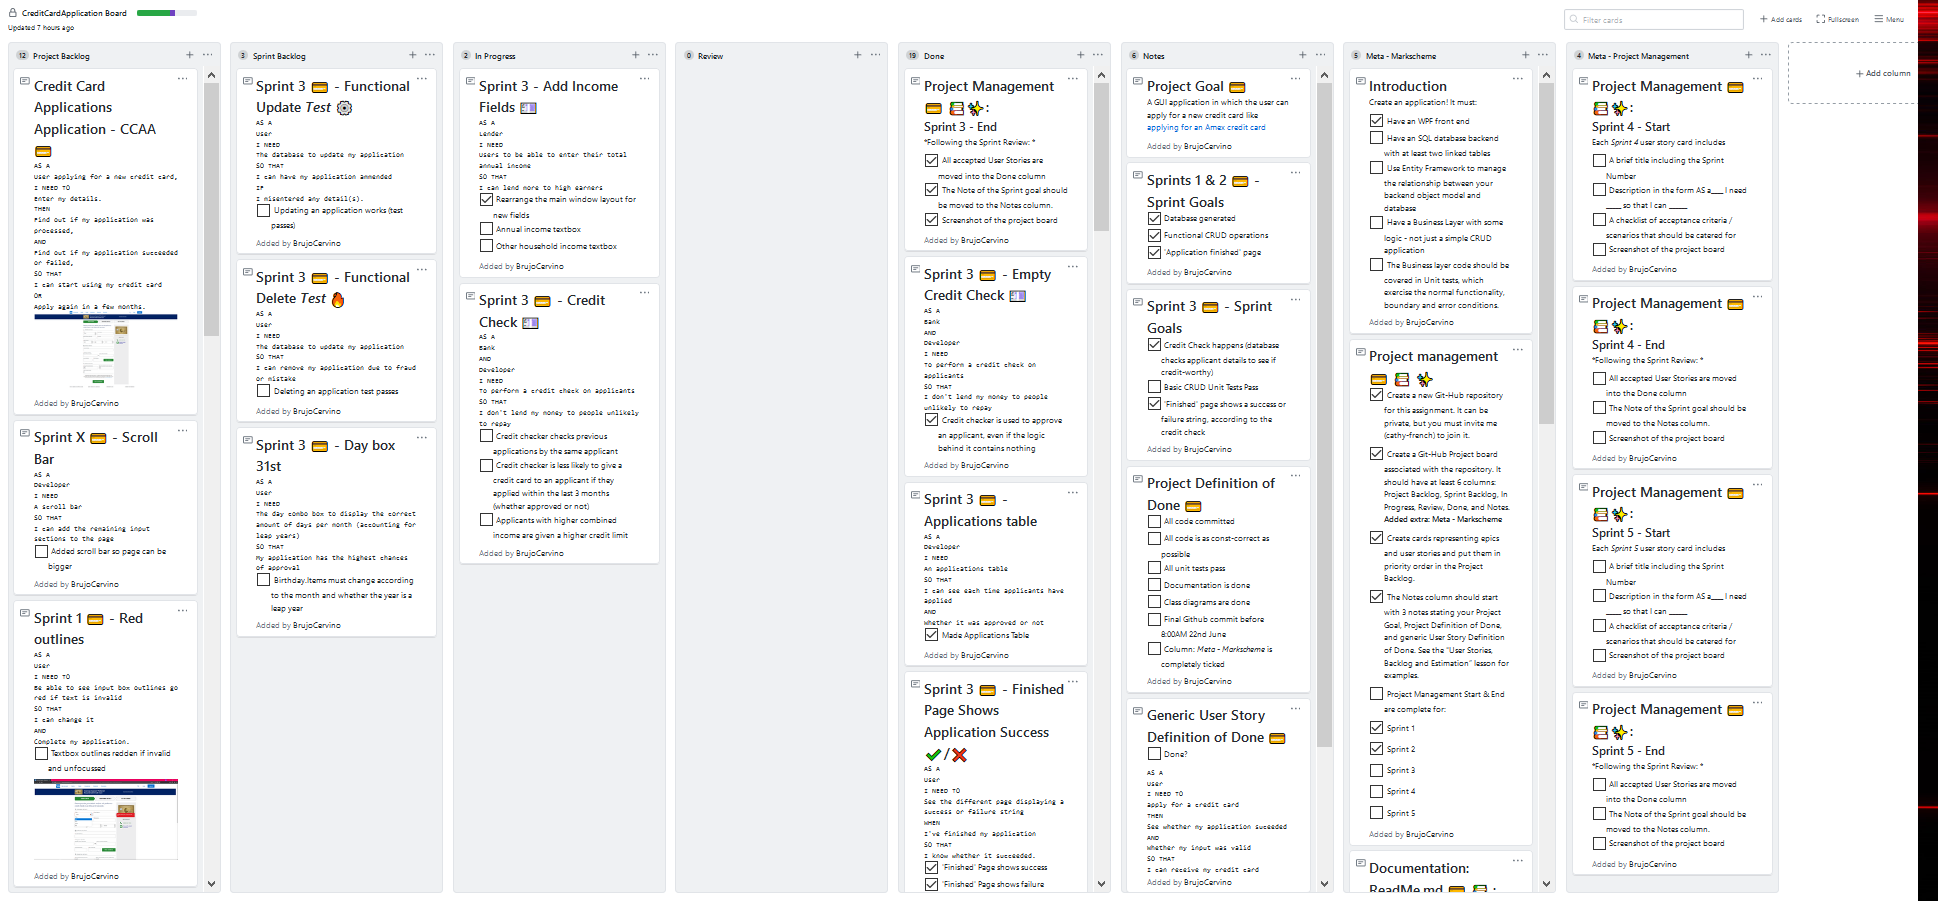 CreditCardApplication Board
Updated 7 hours ago
Filter cards
Add cards
Fullscreen
Menu
12 Project Backlog
Credit Card
Applications
Application - CCAA
AS A
User applying for a new credit card,
I NEED TO
Enter my details.
THEN
Find out if my application was
processed,
AND
Find out if my application succeeded
or failed,
SO THAT
I can start using my credit card
OR
Apply again in a few months.
Added by BrujoCervino
Sprint X - Scroll
Bar
AS A
Developer
I NEED
A scroll bar
SO THAT
I can add the remaining input
sections to the page
Added scroll bar so page can be
bigger
Added by BrujoCervino
Sprint 1 - Red
outlines
AS A
User
I NEED TO
Be able to see input box outlines go
red if text is invalid
SO THAT
I can change it
AND
Complete my application.
Textbox outlines redden if invalid
and unfocussed
Added by BrujoCervino
3 Sprint Backlog
Sprint 3 - Functional
Update Test
AS A
User
I NEED
The database to update my application
SO THAT
I can have my application ammended
IF
I misentered any detail(s).
Updating an application works (test
passes)
Added by BrujoCervino
Sprint 3 - Functional
Delete Test
AS A
User
I NEED
The database to update my application
SO THAT
I can remove my application due to fraud
or mistake
Deleting an application test passes
Added by BrujoCervino
Sprint 3 - Day box
31st
AS A
User
I NEED
The day combo box to display the correct
amount of days per month (accounting for
leap years)
SO THAT
My application has the highest chances
of approval
Birthday.Items must change according
to the month and whether the year is a
leap year
Added by BrujoCervino
2 In Progress
Sprint 3 - Add Income
Fields
AS A
Lender
I NEED
Users to be able to enter their total
annual income
SO THAT
I can lend more to high earners
Rearrange the main window layout for
new fields
Annual income textbox
Other household income textbox
Added by BrujoCervino
Sprint 3 - Credit
Check
AS A
Bank
AND
Developer
I NEED
To perform a credit check on applicants
SO THAT
I don't lend my money to people unlikely
to repay
Credit checker checks previous
applications by the same applicant
Credit checker is less likely to give a
credit card to an applicant if they
applied within the last 3 months
(whether approved or not)
Applicants with higher combined
income are given a higher credit limit
Added by BrujoCervino
0 Review
19 Done
Project Management
:
Sprint 3 - End
*Following the Sprint Review: *
All accepted User Stories are
moved into the Done column
The Note of the Sprint goal should
be moved to the Notes column.
Screenshot of the project board
Added by BrujoCervino
Sprint 3 - Empty
Credit Check
AS A
Bank
AND
Developer
I NEED
To perform a credit check on
applicants
SO THAT
I don't lend my money to people
unlikely to repay
Credit checker is used to approve
an applicant, even if the logic
behind it contains nothing
Added by BrujoCervino
Sprint 3 -
Applications table
AS A
Developer
I NEED
An applications table
SO THAT
I can see each time applicants have
applied
AND
Whether it was approved or not
Made Applications Table
Added by BrujoCervino
Sprint 3 - Finished
Page Shows
Application Success
/
AS A
User
I NEED TO
See the different page displaying a
success or failure string
WHEN
I've finished my application
SO THAT
I know whether it succeeded.
'Finished' Page shows success
'Finished' Page shows failure
6 Notes
Project Goal
A GUI application in which the user can
apply for a new credit card like
applying for an Amex credit card
Added by BrujoCervino
Sprints 1 & 2 -
Sprint Goals
Database generated
Functional CRUD operations
'Application finished' page
Added by BrujoCervino
Sprint 3 - Sprint
Goals
Credit Check happens (database
checks applicant details to see if
credit-worthy)
Basic CRUD Unit Tests Pass
'Finished' page shows a success or
failure string, according to the
credit check
Added by BrujoCervino
Project Definition of
Done
All code committed
All code is as const-correct as
possible
All unit tests pass
Documentation is done
Class diagrams are done
Final Github commit before
8:00AM 22nd June
Column: Meta - Markscheme is
completely ticked
Added by BrujoCervino
Generic User Story
Definition of Done
Done?
AS A
User
I NEED TO
apply for a credit card
THEN
See whether my application succeeded
AND
Whether my input was valid
SO THAT
I can receive my credit card
Added by BrujoCervino
5 Meta - Markscheme
Introduction
Create an application! It must:
Have an WPF front end
Have an SQL database backend
with at least two linked tables
Use Entity Framework to manage
the relationship between your
backend object model and
database
Have a Business Layer with some
logic - not just a simple CRUD
application
The Business layer code should be
covered in Unit tests, which
exercise the normal functionality,
boundary and error conditions.
Added by BrujoCervino
Project management
Create a new Git-Hub repository
for this assignment. It can be
private, but you must invite me
(cathy-french) to join it.
Create a Git-Hub Project board
associated with the repository. It
should have at least 6 columns:
Project Backlog, Sprint Backlog, In
Progress, Review, Done, and Notes.
Added extra: Meta - Markscheme
Create cards representing epics
and user stories and put them in
priority order in the Project
Backlog.
The Notes column should start
with 3 notes stating your Project
Goal, Project Definition of Done,
and generic User Story Definition
of Done. See the "User Stories,
Backlog and Estimation" lesson for
examples.
Project Management Start & End
are complete for:
Sprint 1
Sprint 2
Sprint 3
Sprint 4
Sprint 5
Added by BrujoCervino
Documentation:
ReadMe.md :
4 Meta - Project Management
Project Management
:
Sprint 4 - Start
Each Sprint 4 user story card includes
A brief title including the Sprint
Number
Description in the form AS a___ I need
____ so that I can _____
A checklist of acceptance criteria /
scenarios that should be catered for
Screenshot of the project board
Added by BrujoCervino
Project Management
:
Sprint 4 - End
*Following the Sprint Review: *
All accepted User Stories are moved
into the Done column
The Note of the Sprint goal should be
moved to the Notes column.
Screenshot of the project board
Added by BrujoCervino
Project Management
:
Sprint 5 - Start
Each Sprint 5 user story card includes
A brief title including the Sprint
Number
Description in the form AS a___ I need
____ so that I can _____
A checklist of acceptance criteria /
scenarios that should be catered for
Screenshot of the project board
Added by BrujoCervino
Project Management
:
Sprint 5 - End
*Following the Sprint Review: *
All accepted User Stories are moved
into the Done column
The Note of the Sprint goal should be
moved to the Notes column.
Screenshot of the project board
Added by BrujoCervino
Add column